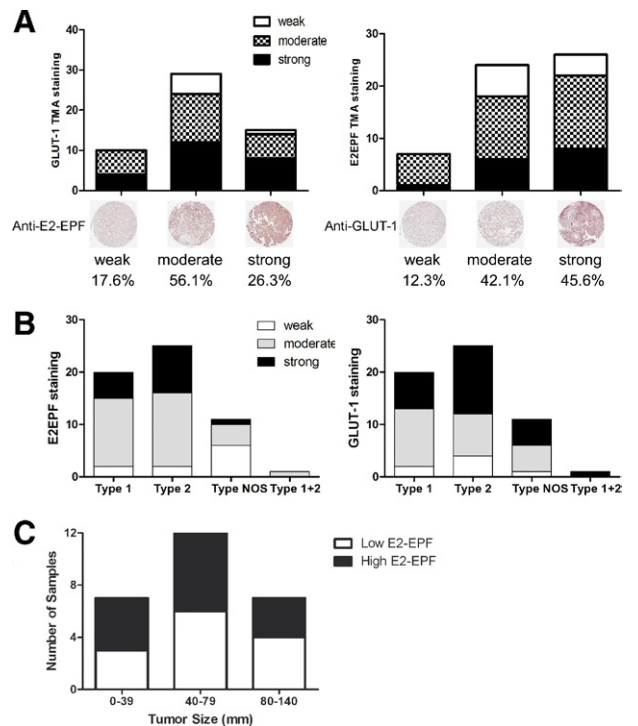 A
weak
moderate
strong
40
30
20
10
0
GLUT-1 TMA staining
Anti-E2-EPF
weak moderate strong
17.6% 56.1% 26.3%
30
20
10
0
E2EPF TMA staining
Anti-GLUT-1
weak moderate strong
12.3% 42.1% 45.6%
B
weak
moderate
strong
30
20
10
0
E2EPF staining
Type 1 Type 2 Type NOS Type 1+2
30
20
10
0
GLUT-1 staining
Type 1 Type 2 Type NOS Type 1+2
C
Low E2-EPF
High E2-EPF
12
8
4
0
Number of Samples
0-39 40-79 80-140
Tumor Size (mm)